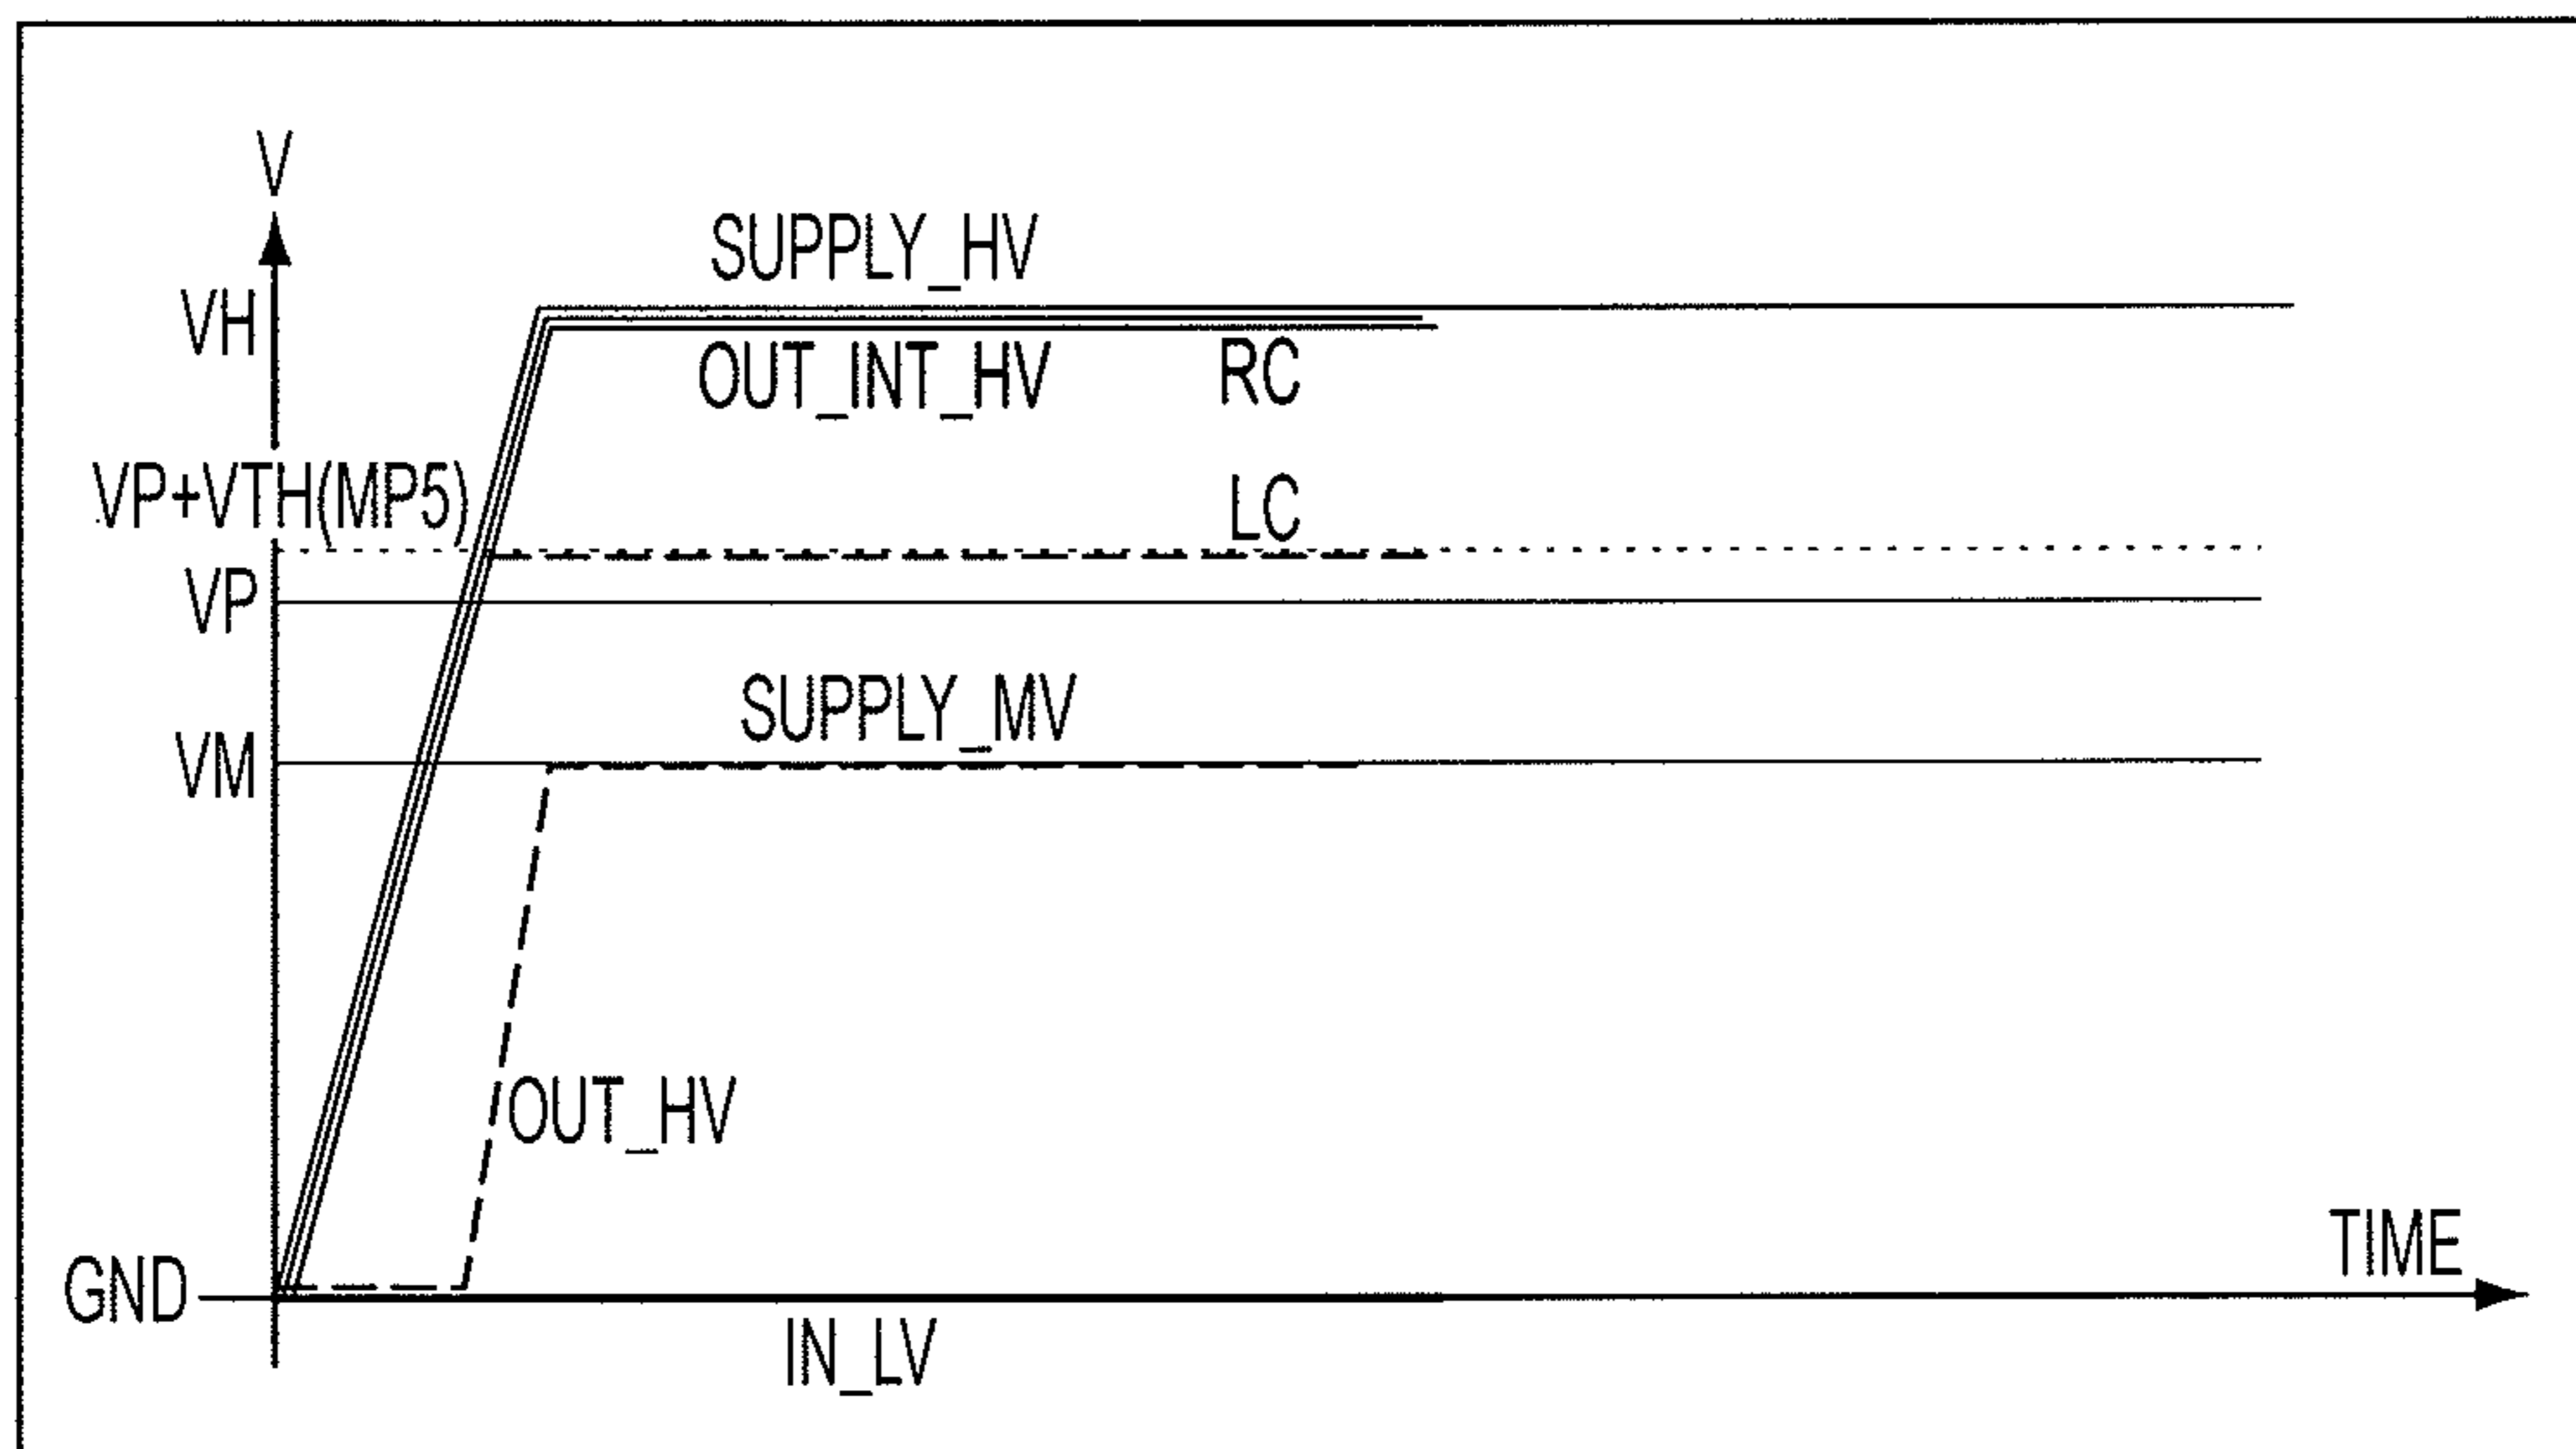 V
SUPPLY_HV
VH
OUT_INT_HV
RC
VP+VTH(MP5)
LC
VP
SUPPLY_MV
VM
OUT_HV
TIME
GND
IN_LV